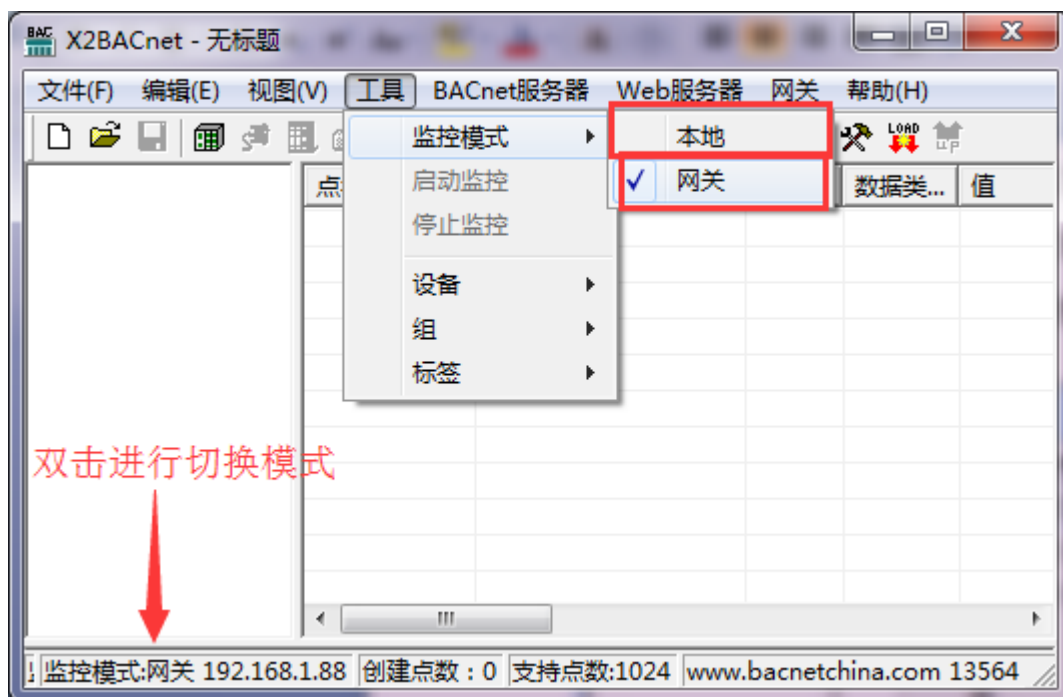 BAC X2BACnet - 无标题
文件(F) 编辑(E) 视图(V) 工具 BACnet服务器 Web服务器 网关 帮助(H)
LOAD UP
监控模式 本地
启动监控 网关
点 数据类... 值
停止监控
设备
组
标签
双击进行切换模式
监控模式:网关 192.168.1.88 创建点数：0 支持点数:1024 www.bacnetchina.com 13564